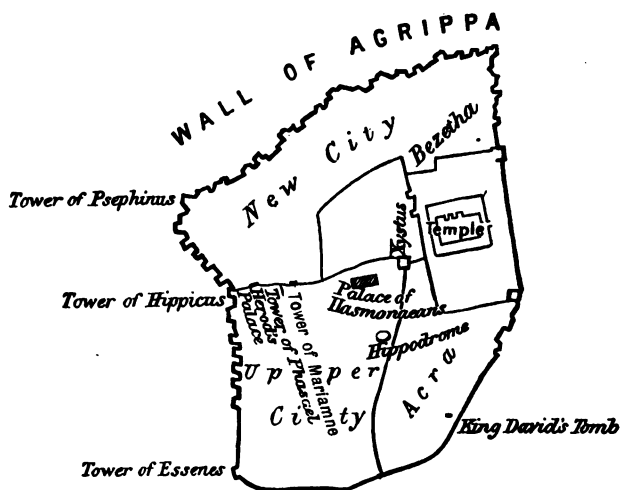 WALL OF AGRIPPA
New City
Bezetha
Tower of Psephinus
Xystus
Temple
Tower of Hippicus
Herod's
Palace
Tower of Phasael
Tower of Mariamne
Palace of
Hasmonaeans
Hippodrome
Upper
City
Acra
King David's Tomb
Tower of Essenes